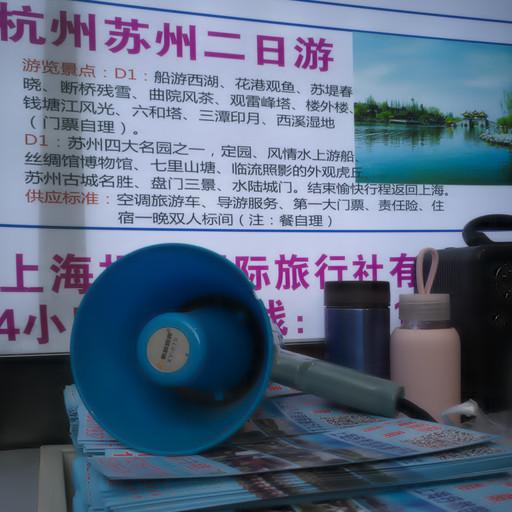 杭州苏州二日游
游览景点：D1：船游西湖、花港观鱼、苏堤春
晓、断桥残雪、曲院风茶、观雷峰塔、楼外楼、
钱塘江风光、六和塔、三潭印月、西溪湿地
（门票自理）。
D1：苏州四大名园之一，定园、风情水上游船、
丝绸馆博物馆、七里山塘、临流照影的外观虎丘、
苏州古城名胜、盘门三景、水陆城门。结束愉快行程返回上海。
供应标准：空调旅游车、导游服务、第一大门票、责任险、住
宿一晚双人标间（注：餐自理）
上海
际旅行社有
4小
线：